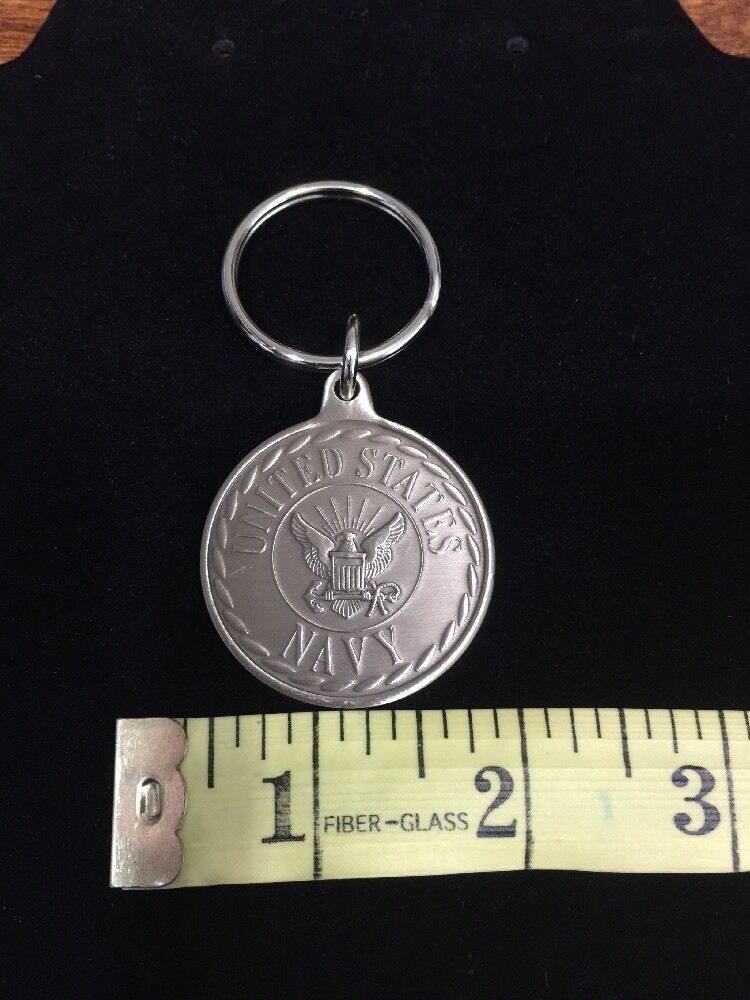 UNITED STATES
NAVY
1 FIBER-GLASS 2 3